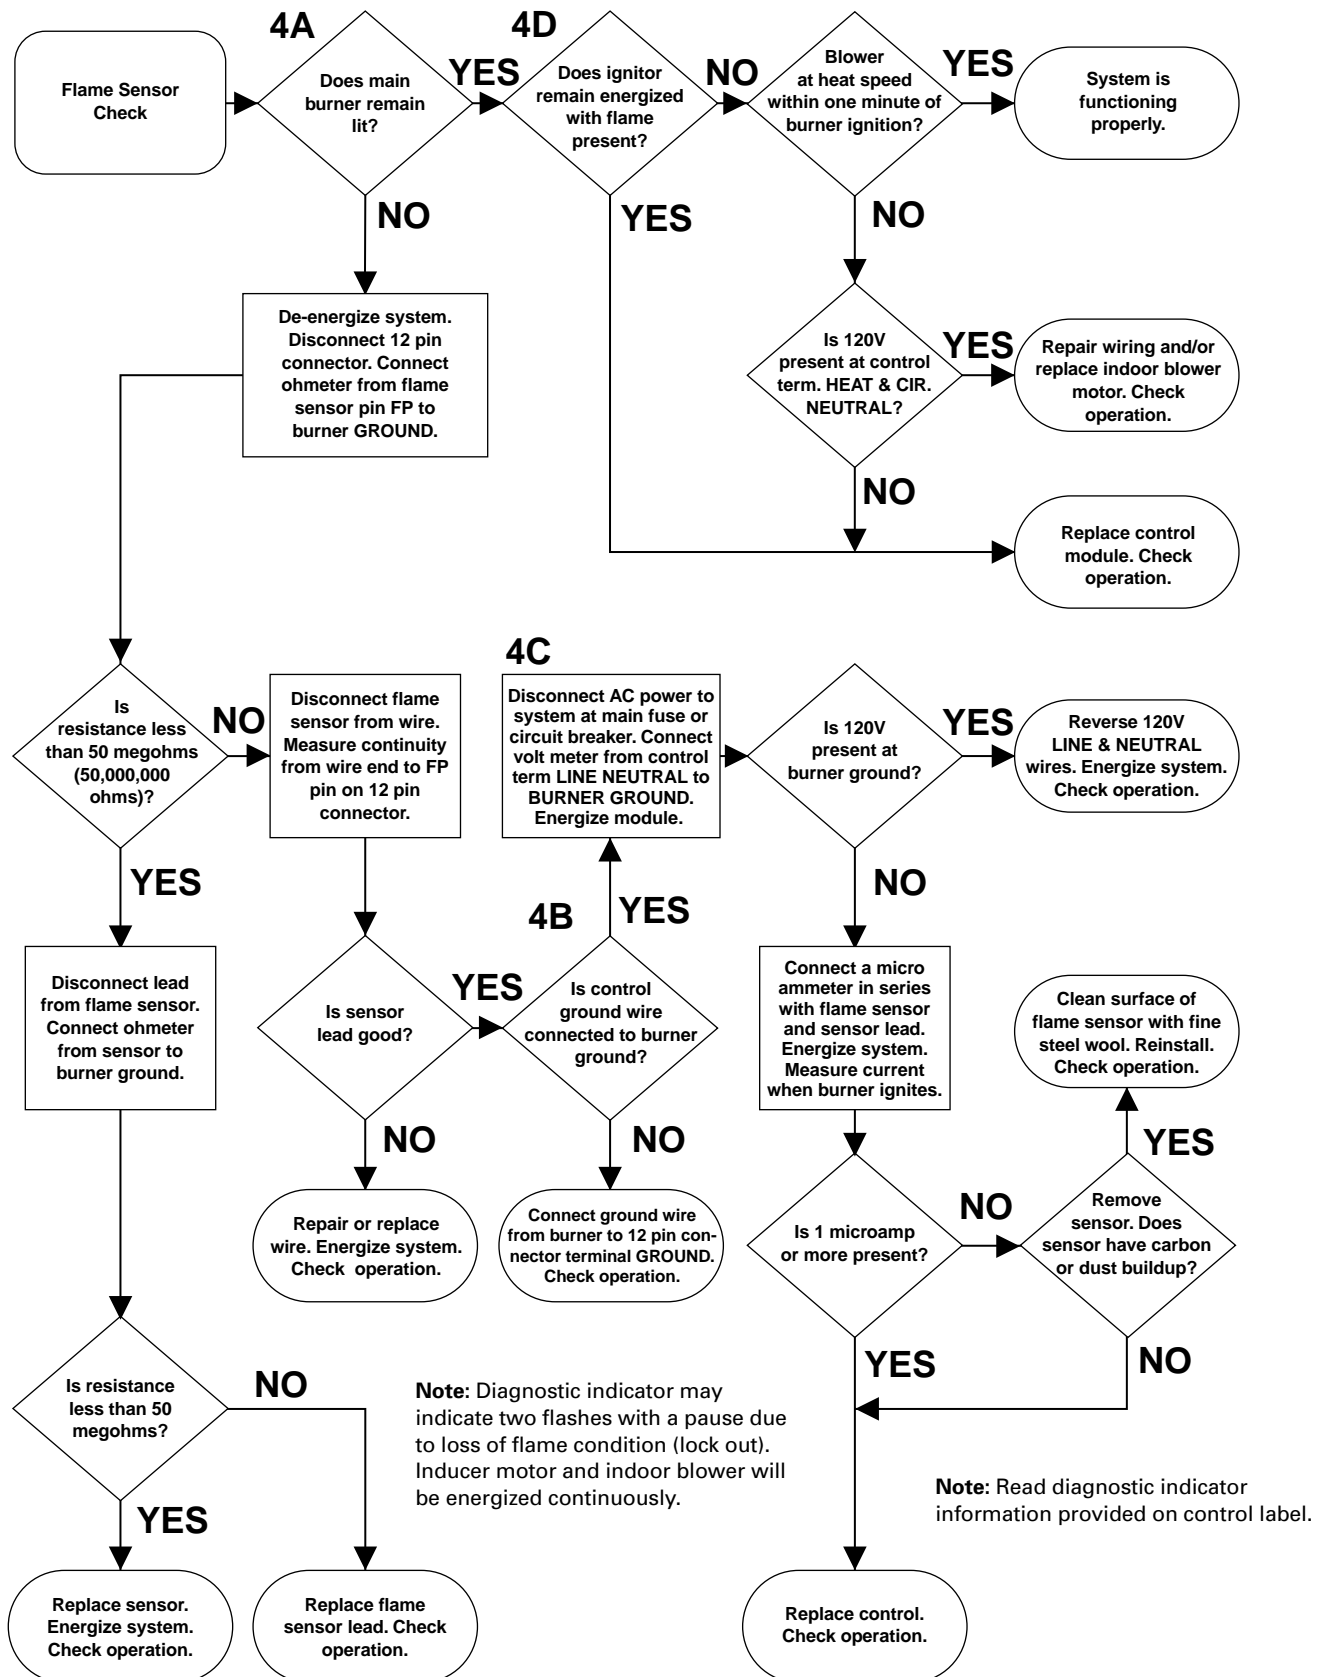 Flame Sensor
Check
4A
Does main
burner remain
lit?
YES
NO
4D
Does ignitor
remain energized
with flame
present?
NO
YES
Blower
at heat speed
within one minute of
burner ignition?
YES
NO
System is
functioning
properly.
De-energize system.
Disconnect 12 pin
connector. Connect
ohmeter from flame
sensor pin FP to
burner GROUND.
Is 120V
present at control
term. HEAT & CIR.
NEUTRAL?
YES
NO
Repair wiring and/or
replace indoor blower
motor. Check
operation.
Replace control
module. Check
operation.
Is
resistance less
than 50 megohms
(50,000,000
ohms)?
NO
YES
Disconnect flame
sensor from wire.
Measure continuity
from wire end to FP
pin on 12 pin
connector.
4C
Disconnect AC power to
system at main fuse or
circuit breaker. Connect
volt meter from control
term LINE NEUTRAL to
BURNER GROUND.
Energize module.
Is 120V
present at
burner ground?
YES
NO
Reverse 120V
LINE & NEUTRAL
wires. Energize system.
Check operation.
Disconnect lead
from flame sensor.
Connect ohmeter
from sensor to
burner ground.
Is sensor
lead good?
YES
NO
4B
YES
Is control
ground wire
connected to burner
ground?
NO
Connect a micro
ammeter in series
with flame sensor
and sensor lead.
Energize system.
Measure current
when burner ignites.
Clean surface of
flame sensor with fine
steel wool. Reinstall.
Check operation.
YES
Repair or replace
wire. Energize system.
Check operation.
Connect ground wire
from burner to 12 pin con-
nector terminal GROUND.
Check operation.
Is 1 microamp
or more present?
NO
YES
Remove
sensor. Does
sensor have carbon
or dust buildup?
NO
Is resistance
less than 50
megohms?
NO
YES
Note: Diagnostic indicator may
indicate two flashes with a pause due
to loss of flame condition (lock out).
Inducer motor and indoor blower will
be energized continuously.
Note: Read diagnostic indicator
information provided on control label.
Replace sensor.
Energize system.
Check operation.
Replace flame
sensor lead. Check
operation.
Replace control.
Check operation.